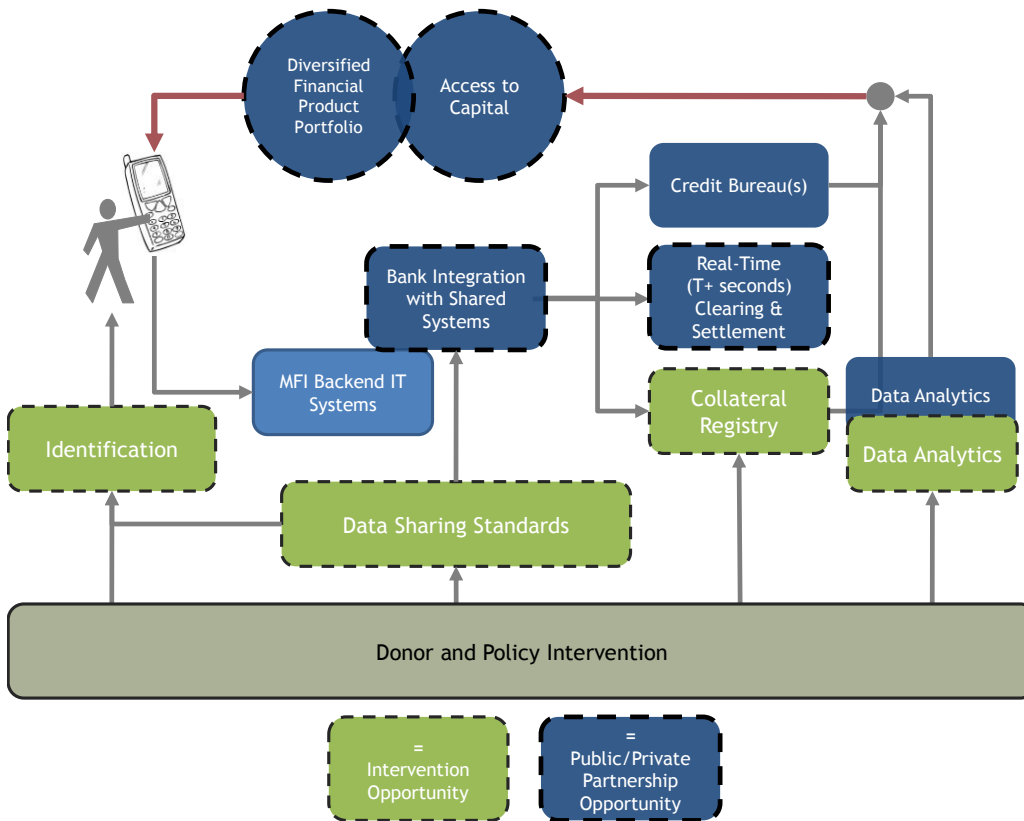 Diversified
Financial
Product
Portfolio
Access to
Capital
Credit Bureau(s)
Bank Integration
with Shared
Systems
Real-Time
(T+ seconds)
Clearing &
Settlement
MFI Backend IT
Systems
Collateral
Registry
Data Analytics
Identification
Data Analytics
Data Sharing Standards
Donor and Policy Intervention
=
Intervention
Opportunity
=
Public/Private
Partnership
Opportunity